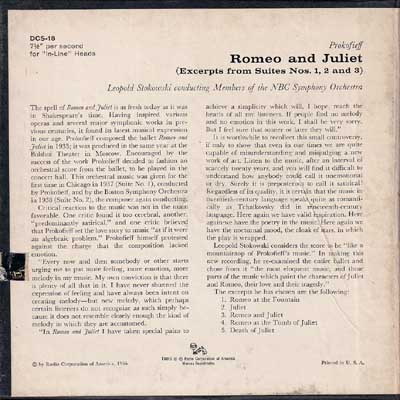 DCS-18
7½" per second
for "In-Line" Heads
Prokofieff
Romeo and Juliet
(Excerpts from Suites Nos. 1, 2 and 3)
Leopold Stokowski conducting Members of the NBC Symphony Orchestra
The spell of Romeo and Juliet is as fresh today as it was
in Shakespeare's time. Having inspired various
operas and several major symphonic works in pre-
vious centuries, it found its latest musical expression
in our age. Prokofieff composed the ballet Romeo and
Juliet in 1935; it was produced in the same year at the
Bolshoi Theater in Moscow. Encouraged by the
success of the work Prokofieff decided to fashion an
orchestral score from the ballet, to be played in the
concert hall. This orchestral music was given for the
first time in Chicago in 1937 (Suite No. 1), conducted
by Prokofieff, and by the Boston Symphony Orchestra
in 1938 (Suite No. 2), the composer again conducting.
Critical reaction to the music was not in the main
favorable. One critic found it too cerebral, another,
"predominantly satirical," and one critic believed
that Prokofieff set the love story to music "as if it were
an algebraic problem." Prokofieff himself protested
against the charge that the composition lacked
emotion.
"Every now and then somebody or other starts
urging me to put more feeling, more emotion, more
melody in my music. My own conviction is that there
is plenty of all that in it. I have never shunned the
expression of feeling and have always been intent on
creating melody—but new melody, which perhaps
certain listeners do not recognize as such simply be-
cause it does not resemble closely enough the kind of
melody to which they are accustomed.
"In Romeo and Juliet I have taken special pains to
achieve a simplicity which will, I hope, reach the
hearts of all my listeners. If people find no melody
and no emotion in this work, I shall be very sorry.
But I feel sure that sooner or later they will."
It is worthwhile to recollect this small controversy,
if only to show that even in our times we are quite
capable of misunderstanding and misjudging a new
work of art. Listen to the music, after an interval of
scarcely twenty years, and you will find it difficult to
understand how anybody could call it unemotional
or dry. Surely it is preposterous to call it satirical!
Regardless of its quality, it is certain that the music in
twentieth-century language speaks quite as romanti-
cally as Tchaikovsky did in nineteenth-century
language. Here again we have valid inspiration. Here
again we have the poetry in the music. Here again we
have the nocturnal mood, the cloak of stars, in which
the play is wrapped.
Leopold Stokowski considers the score to be "like a
mountaintop of Prokofieff's music." In making this
new recording, he re-examined the entire ballet and
chose from it "the most eloquent music, and those
parts of the music which paint the characters of Juliet
and Romeo, their love and their tragedy."
The excerpts he has chosen are the following:
1. Romeo at the Fountain
2. Juliet
3. Romeo and Juliet
4. Romeo at the Tomb of Juliet
5. Death of Juliet
© by Radio Corporation of America, 1956
TMKS ® © Radio Corporation of America
Printed in U. S. A.